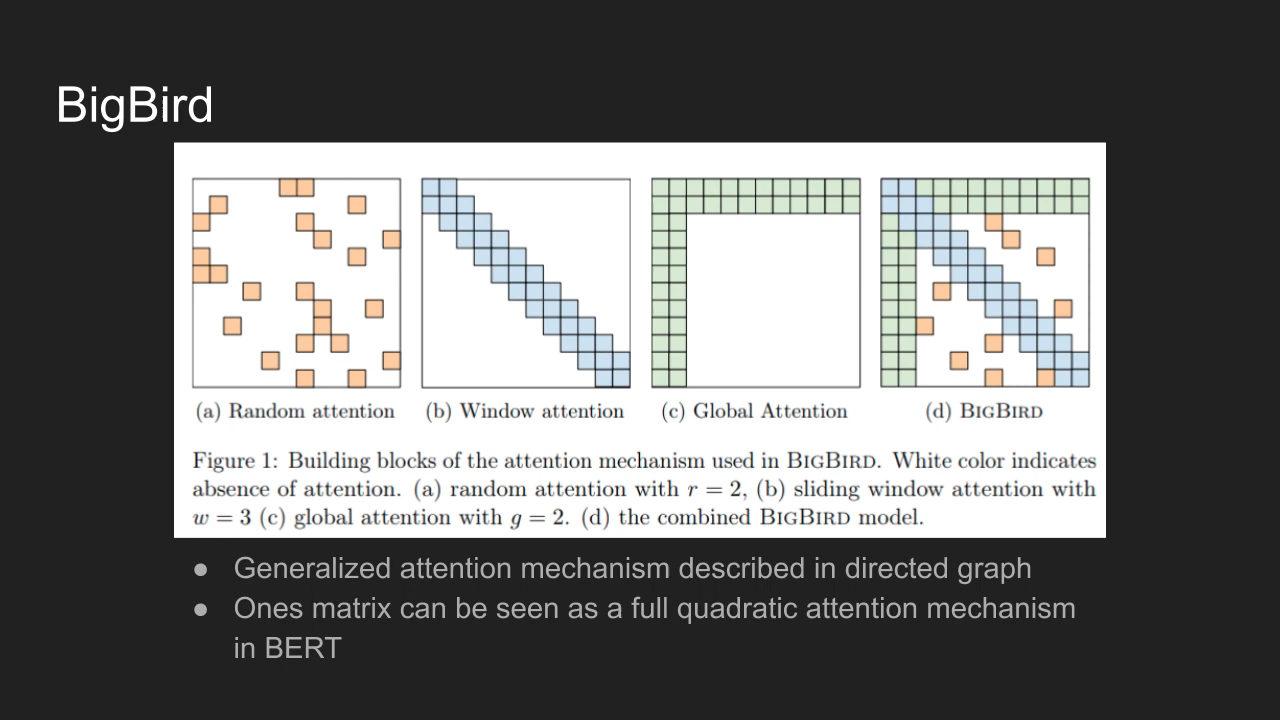 BigBird
(a) Random attention
(b) Window attention
(c) Global Attention
(d) BIGBIRD
Figure 1: Building blocks of the attention mechanism used in BIGBIRD. White color indicates
absence of attention. (a) random attention with r = 2, (b) sliding window attention with
w = 3 (c) global attention with g = 2. (d) the combined BIGBIRD model.
● Generalized attention mechanism described in directed graph
● Ones matrix can be seen as a full quadratic attention mechanism
in BERT